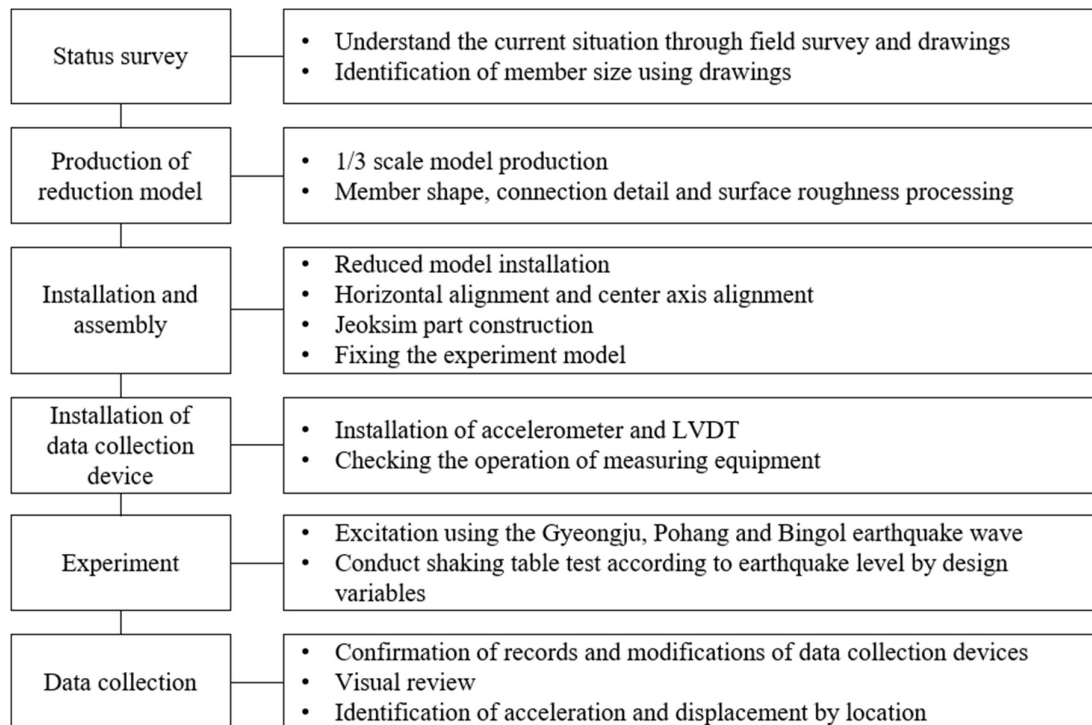 Status survey
• Understand the current situation through field survey and drawings
• Identification of member size using drawings
Production of
reduction model
• 1/3 scale model production
• Member shape, connection detail and surface roughness processing
Installation and
assembly
• Reduced model installation
• Horizontal alignment and center axis alignment
• Jeoksim part construction
• Fixing the experiment model
Installation of
data collection
device
• Installation of accelerometer and LVDT
• Checking the operation of measuring equipment
Experiment
• Excitation using the Gyeongju, Pohang and Bingol earthquake wave
• Conduct shaking table test according to earthquake level by design
variables
Data collection
• Confirmation of records and modifications of data collection devices
• Visual review
• Identification of acceleration and displacement by location